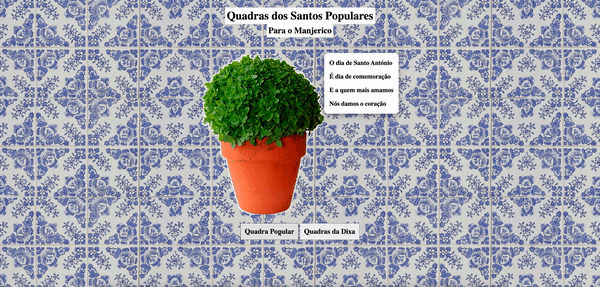 Quadras dos Santos Populares
Para o Manjerico
O dia de Santo António
É dia de comemoração
E a quem mais amamos
Nós damos o coração
Quadra Popular
Quadras da Dixa